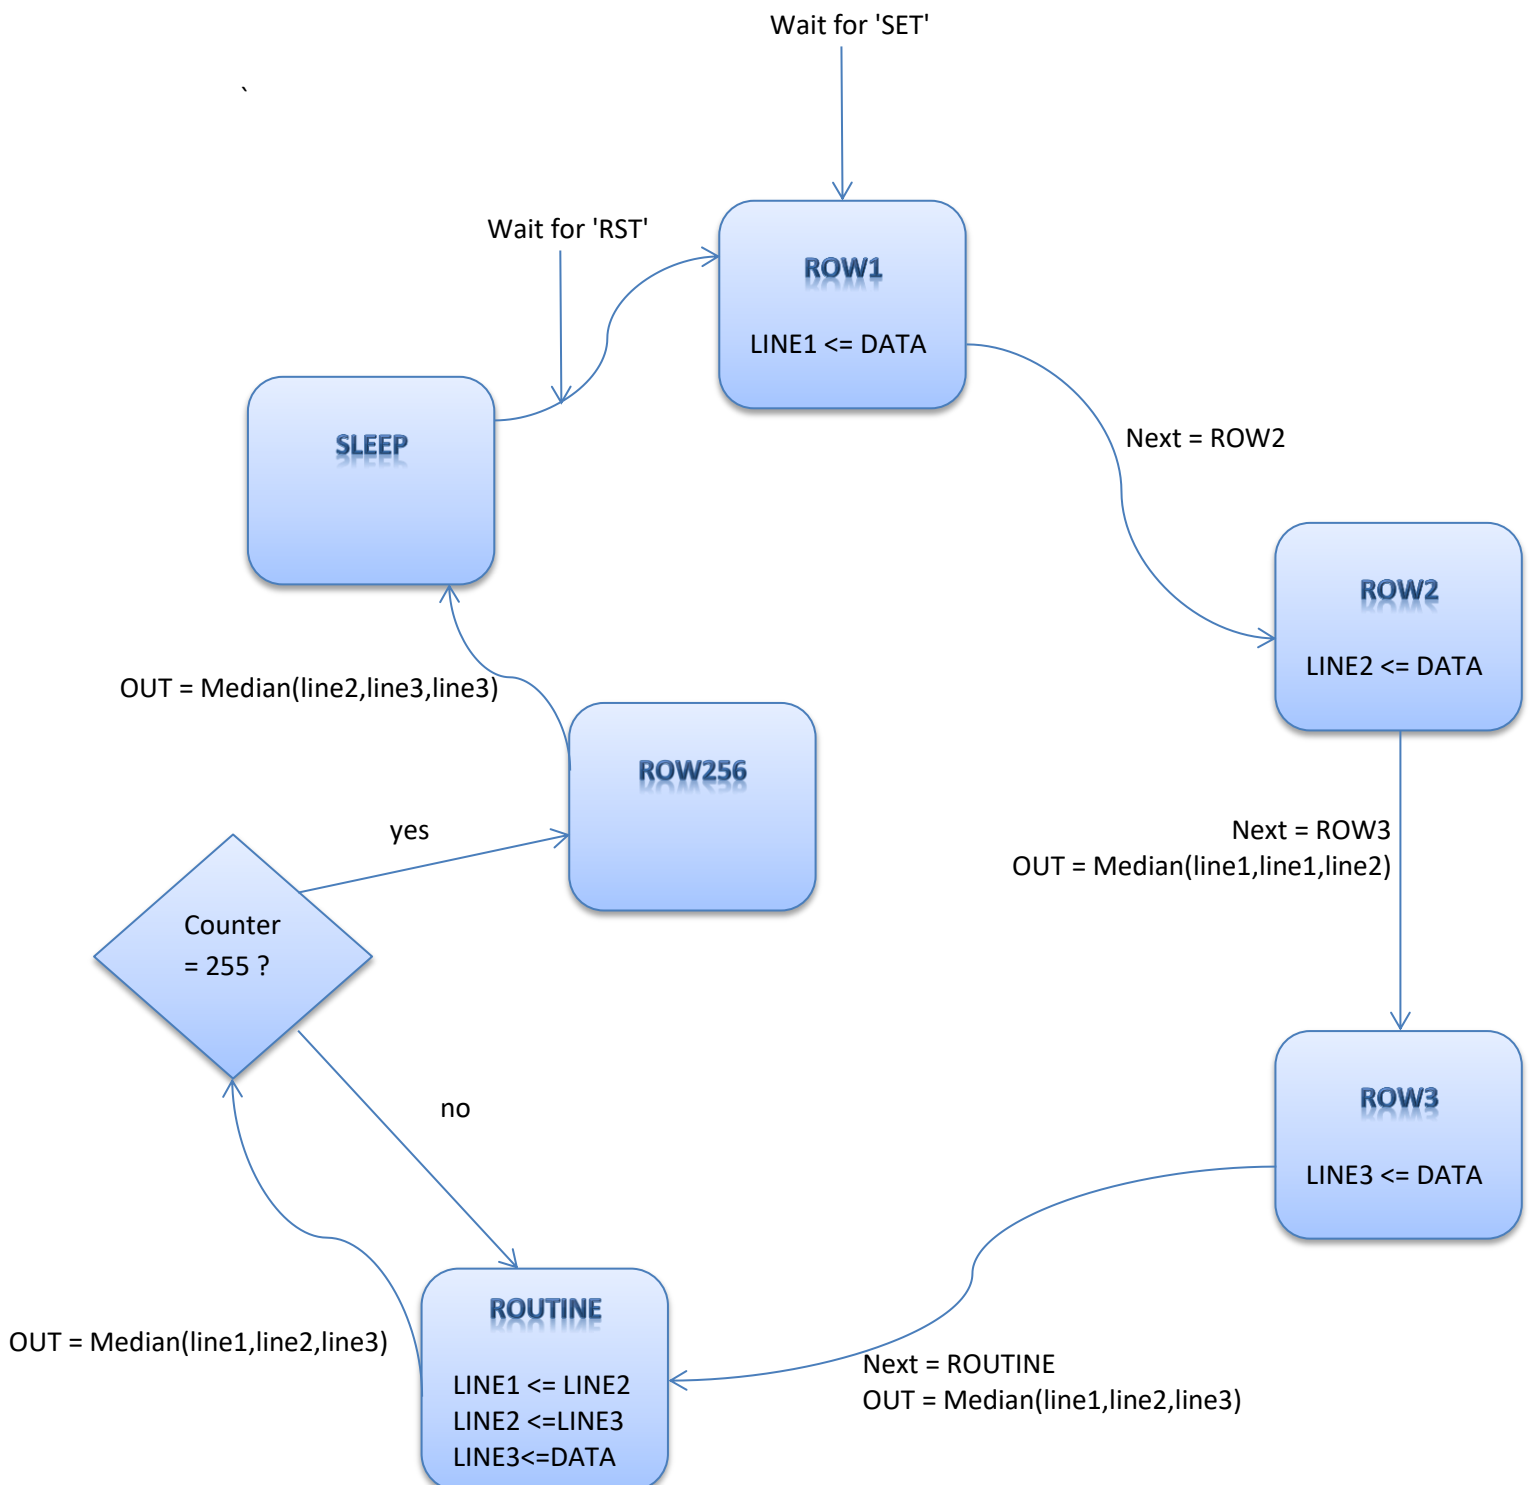 Wait for 'SET'
`
Wait for 'RST'
ROW1
LINE1 <= DATA
SLEEP
Next = ROW2
ROW2
LINE2 <= DATA
OUT = Median(line2,line3,line3)
ROW256
yes
Next = ROW3
OUT = Median(line1,line1,line2)
Counter
= 255 ?
no
ROW3
LINE3 <= DATA
ROUTINE
OUT = Median(line1,line2,line3)
LINE1 <= LINE2
LINE2 <=LINE3
LINE3<=DATA
Next = ROUTINE
OUT = Median(line1,line2,line3)